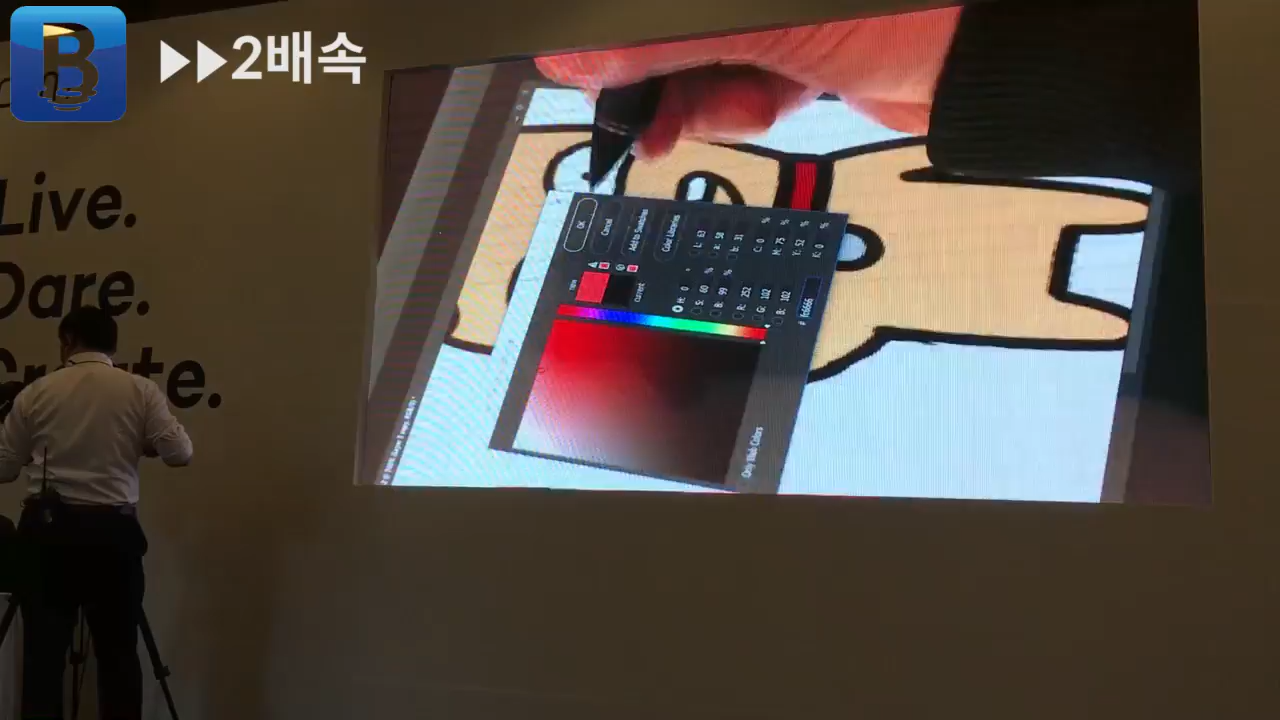 B
▶▶2배속
Live.
Dare.
OK
Cancel
Add to Swatches
Color Libraries
new
current
H: 0 °
S: 60 %
B: 99 %
R: 252
G: 102
B: 102
L: 63
a: 58
b: 31
C: 0 %
M: 75 %
Y: 52 %
K: 0 %
# fc6666
Only Web Colors